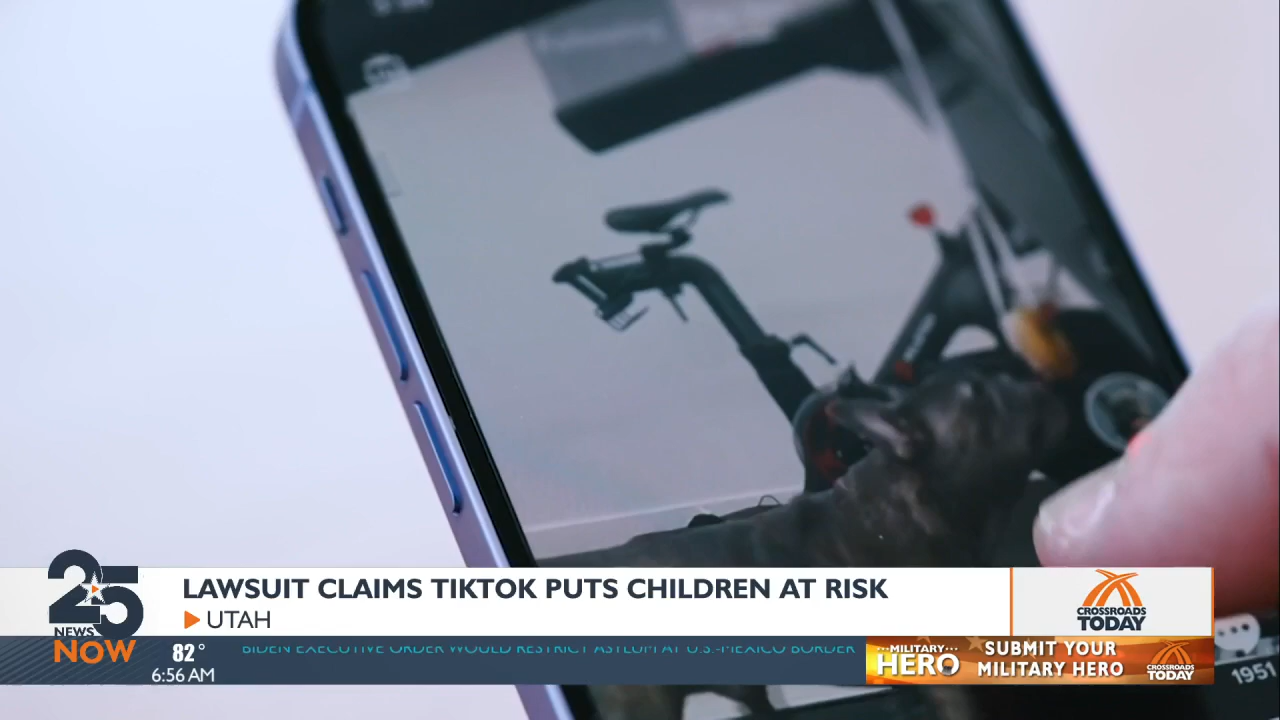 LAWSUIT CLAIMS TIKTOK PUTS CHILDREN AT RISK
UTAH
25
NEWS
NOW
82°
6:56 AM
BIDEN EXECUTIVE ORDER WOULD RESTRICT ASYLUM AT U.S.-MEXICO BORDER
MILITARY
HERO
SUBMIT YOUR
MILITARY HERO
CROSSROADS
TODAY
CROSSROADS
TODAY
1951